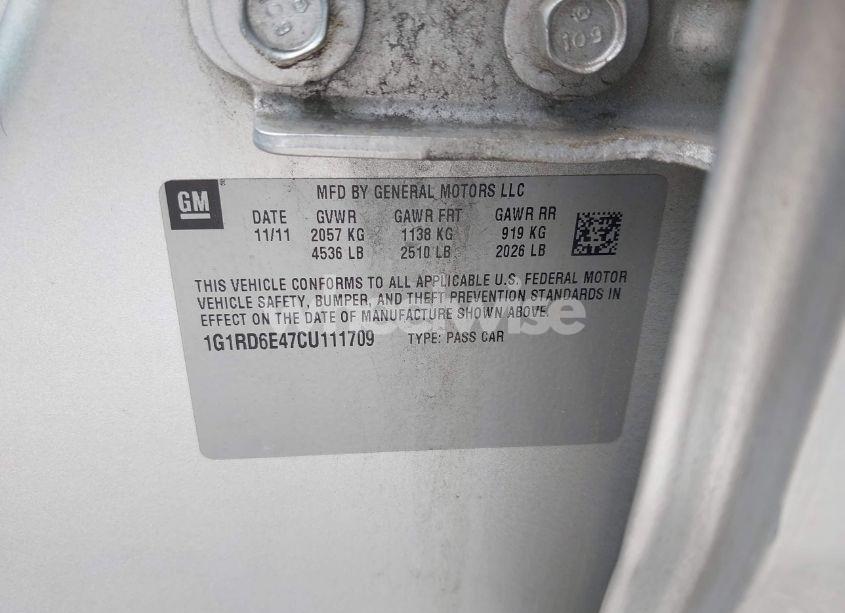 109
GM
MFD BY GENERAL MOTORS LLC
DATE GVWR GAWR FRT GAWR RR
11/11 2057 KG 1138 KG 919 KG
4536 LB 2510 LB 2026 LB
THIS VEHICLE CONFORMS TO ALL APPLICABLE U.S. FEDERAL MOTOR
VEHICLE SAFETY, BUMPER, AND THEFT PREVENTION STANDARDS IN
EFFECT ON THE DATE OF MANUFACTURE SHOWN ABOVE.
wheelwise
1G1RD6E47CU111709 TYPE: PASS CAR